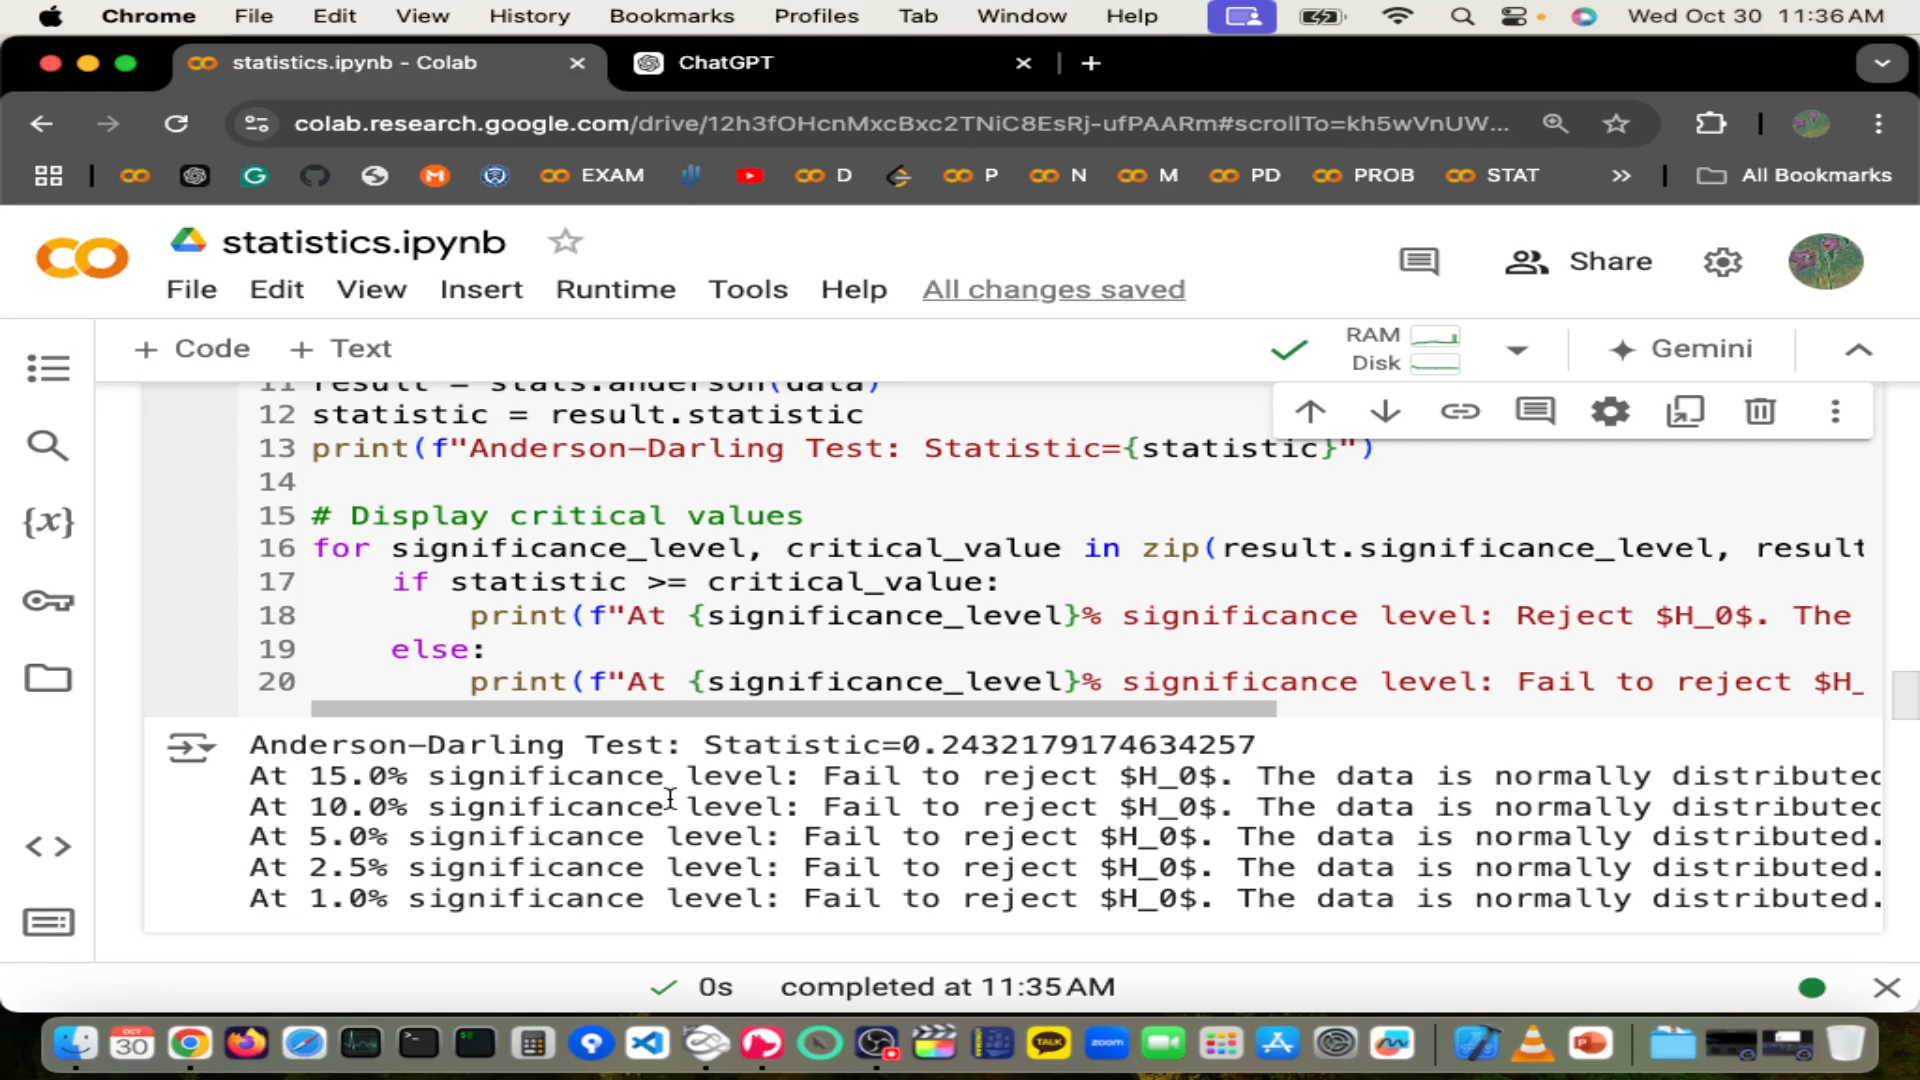 Chrome File Edit View History Bookmarks Profiles Tab Window Help Wed Oct 30 11:36 AM
statistics.ipynb - Colab ChatGPT
colab.research.google.com/drive/12h3fOHcnMxcBxc2TNiC8EsRj-ufPAARm#scrollTo=kh5wVnUW...
EXAM D P N M PD PROB STAT » All Bookmarks
statistics.ipynb
Share
File Edit View Insert Runtime Tools Help All changes saved
+ Code + Text RAM Disk Gemini
11 result = stats.anderson(data)
12 statistic = result.statistic
13 print(f"Anderson-Darling Test: Statistic={statistic}")
14
15 # Display critical values
16 for significance_level, critical_value in zip(result.significance_level, result
17 if statistic >= critical_value:
18 print(f"At {significance_level}% significance level: Reject $H_0$. The
19 else:
20 print(f"At {significance_level}% significance level: Fail to reject $H_
Anderson-Darling Test: Statistic=0.2432179174634257
At 15.0% significance level: Fail to reject $H_0$. The data is normally distributed
At 10.0% significance level: Fail to reject $H_0$. The data is normally distributed
At 5.0% significance level: Fail to reject $H_0$. The data is normally distributed.
At 2.5% significance level: Fail to reject $H_0$. The data is normally distributed.
At 1.0% significance level: Fail to reject $H_0$. The data is normally distributed.
0s completed at 11:35 AM
OCT
30
TALK
zoom